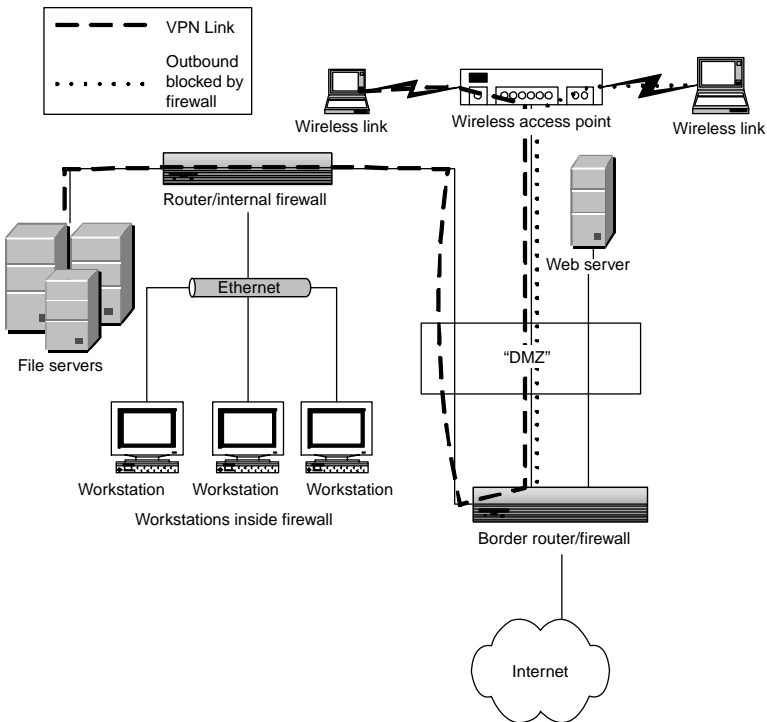 VPN Link
Outbound
blocked by
firewall
Wireless link
Wireless access point
Wireless link
Router/internal firewall
Web server
Ethernet
File servers
“DMZ”
Workstation
Workstation
Workstation
Workstations inside firewall
Border router/firewall
Internet